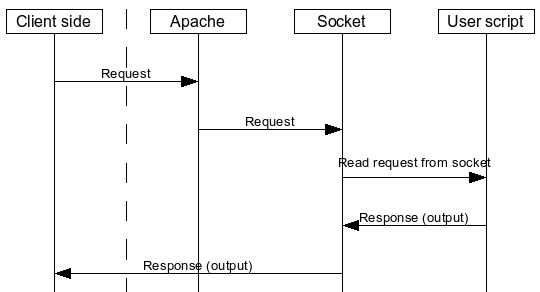 Client side
Apache
Socket
User script
Request
Request
Read request from socket
Response (output)
Response (output)